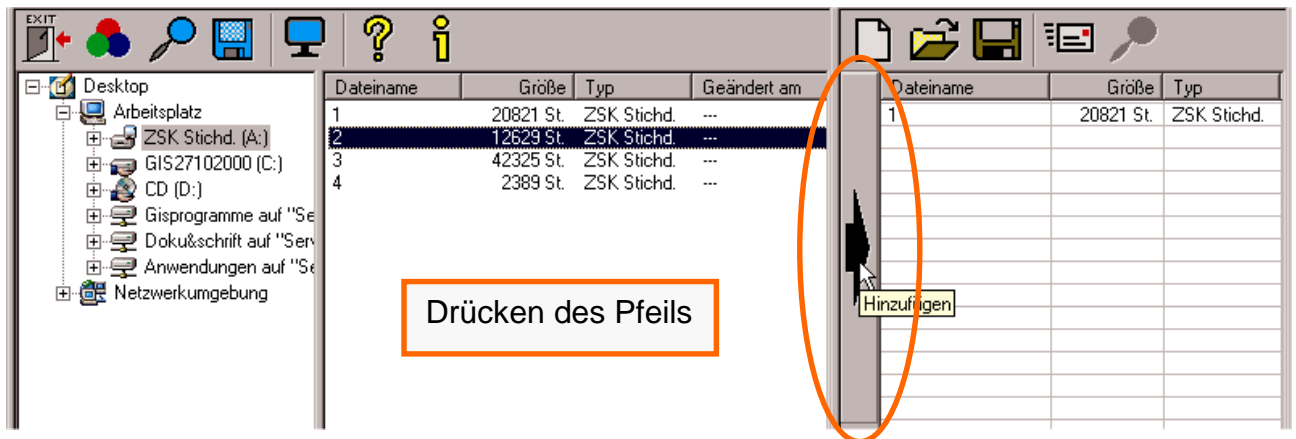 EXIT
Desktop
Arbeitsplatz
ZSK Stichd. (A:)
GIS27102000 (C:)
CD (D:)
Gisprogramme auf "Se
Doku&schrift auf "Serv
Anwendungen auf "Se
Netzwerkumgebung
Dateiname Größe Typ Geändert am
1 20821 St. ZSK Stichd. ---
2 12629 St. ZSK Stichd. ---
3 42325 St. ZSK Stichd. ---
4 2389 St. ZSK Stichd. ---
Drücken des Pfeils
Hinzufügen
Dateiname Größe Typ
1 20821 St. ZSK Stichd.